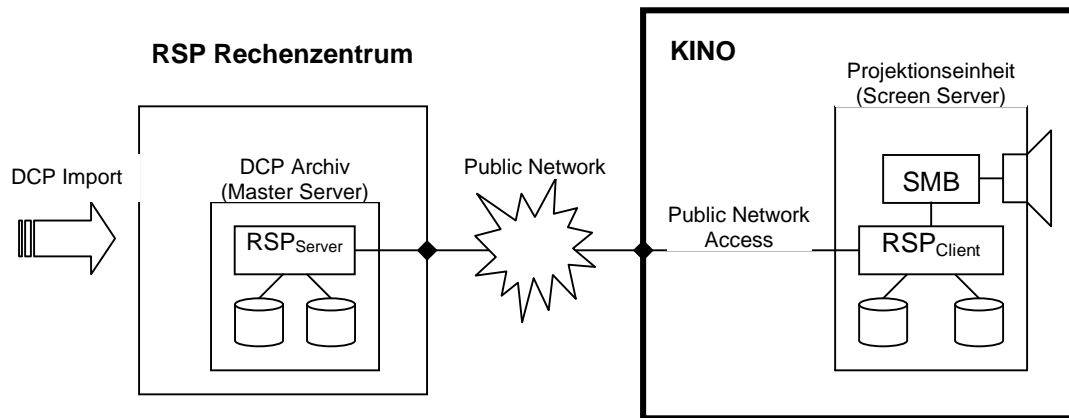 RSP Rechenzentrum
DCP Import
DCP Archiv
(Master Server)
RSPServer
Public Network
KINO
Public Network
Access
Projektionseinheit
(Screen Server)
SMB
RSPClient